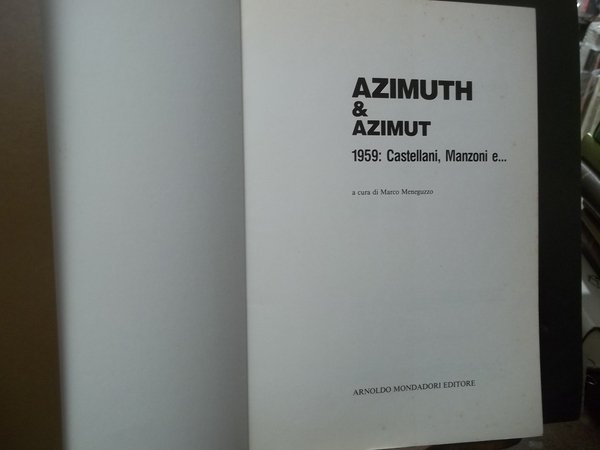 AZIMUTH
&
AZIMUT
1959: Castellani, Manzoni e...
a cura di Marco Meneguzzo
ARNOLDO MONDADORI EDITORE